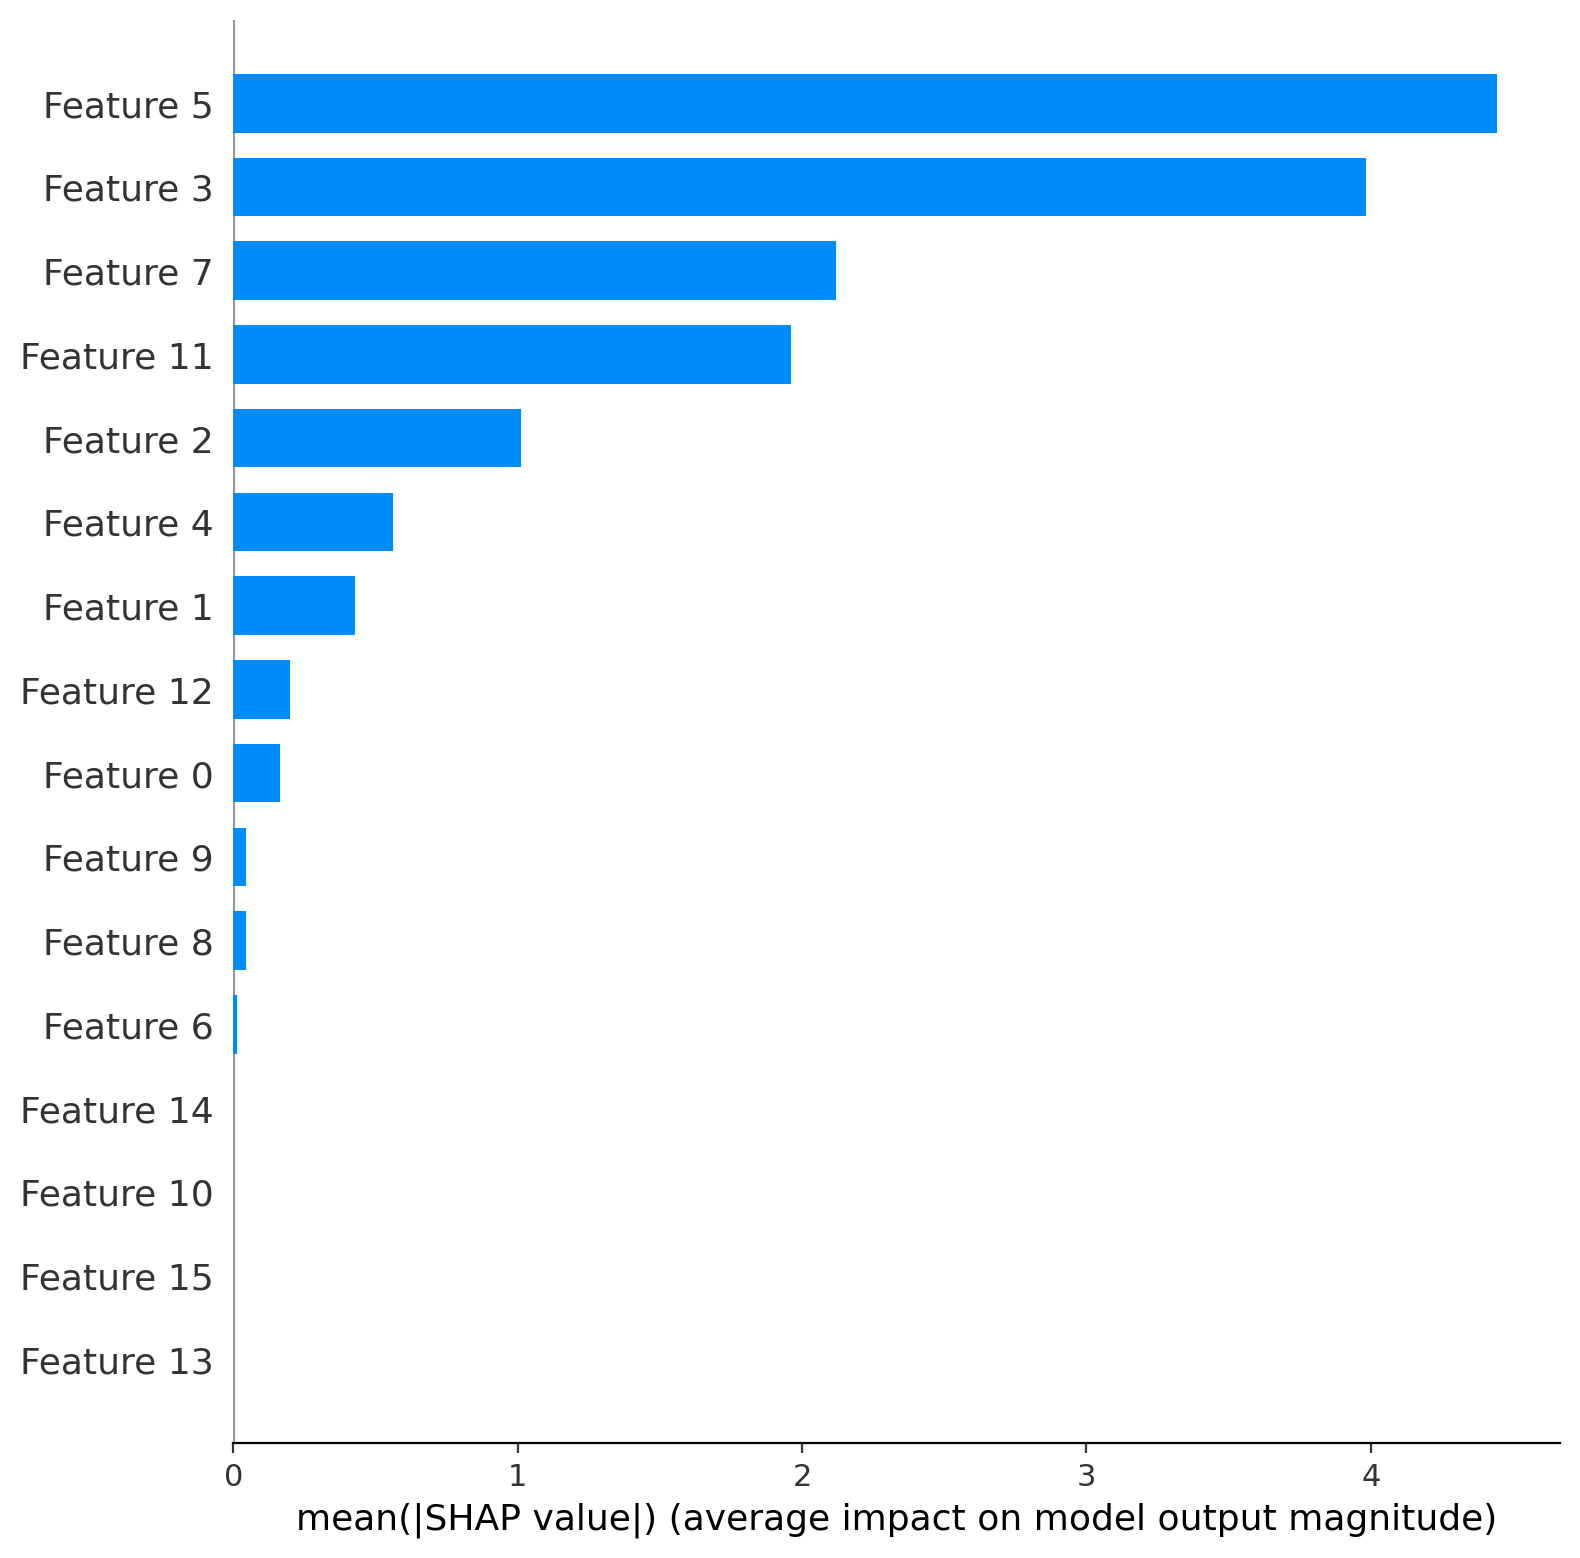 Feature 5
Feature 3
Feature 7
Feature 11
Feature 2
Feature 4
Feature 1
Feature 12
Feature 0
Feature 9
Feature 8
Feature 6
Feature 14
Feature 10
Feature 15
Feature 13
0 1 2 3 4
mean(|SHAP value|) (average impact on model output magnitude)